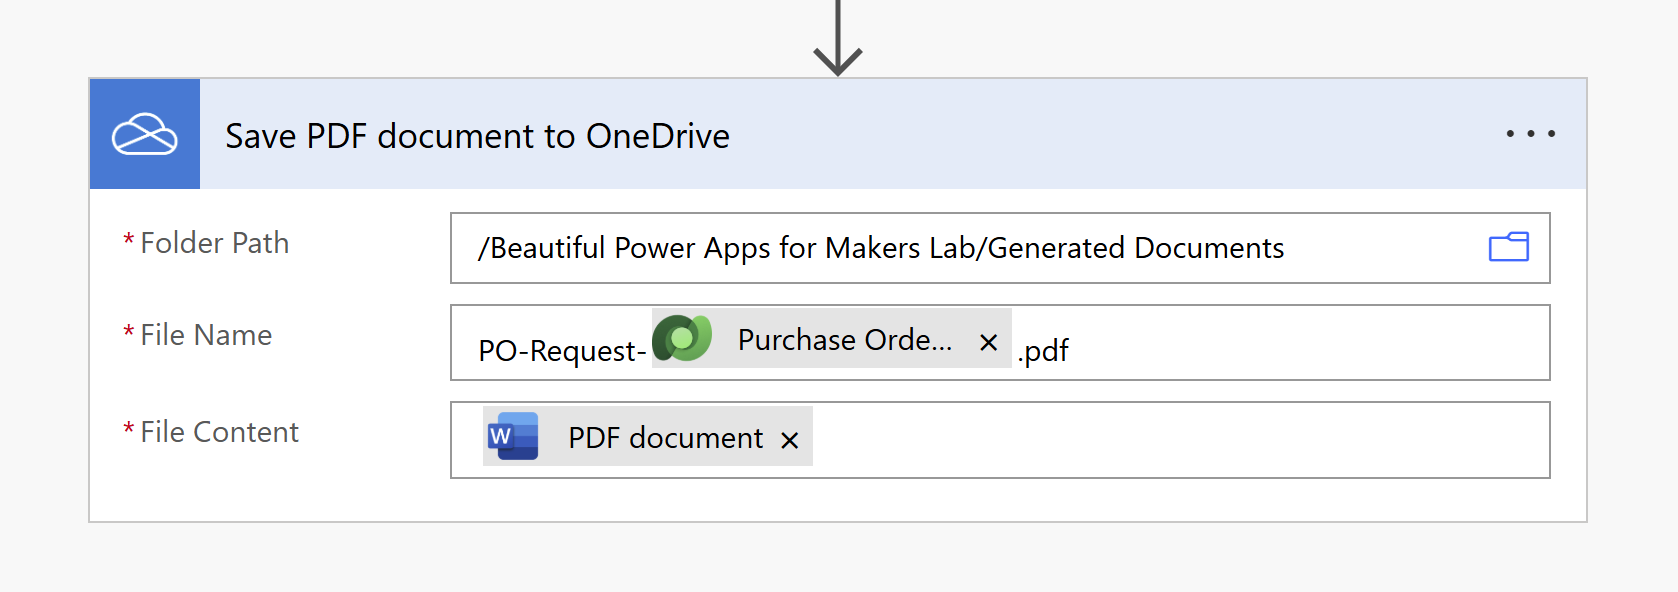 Save PDF document to OneDrive
* Folder Path
/Beautiful Power Apps for Makers Lab/Generated Documents
* File Name
PO-Request- Purchase Orde... × .pdf
* File Content
W PDF document ×